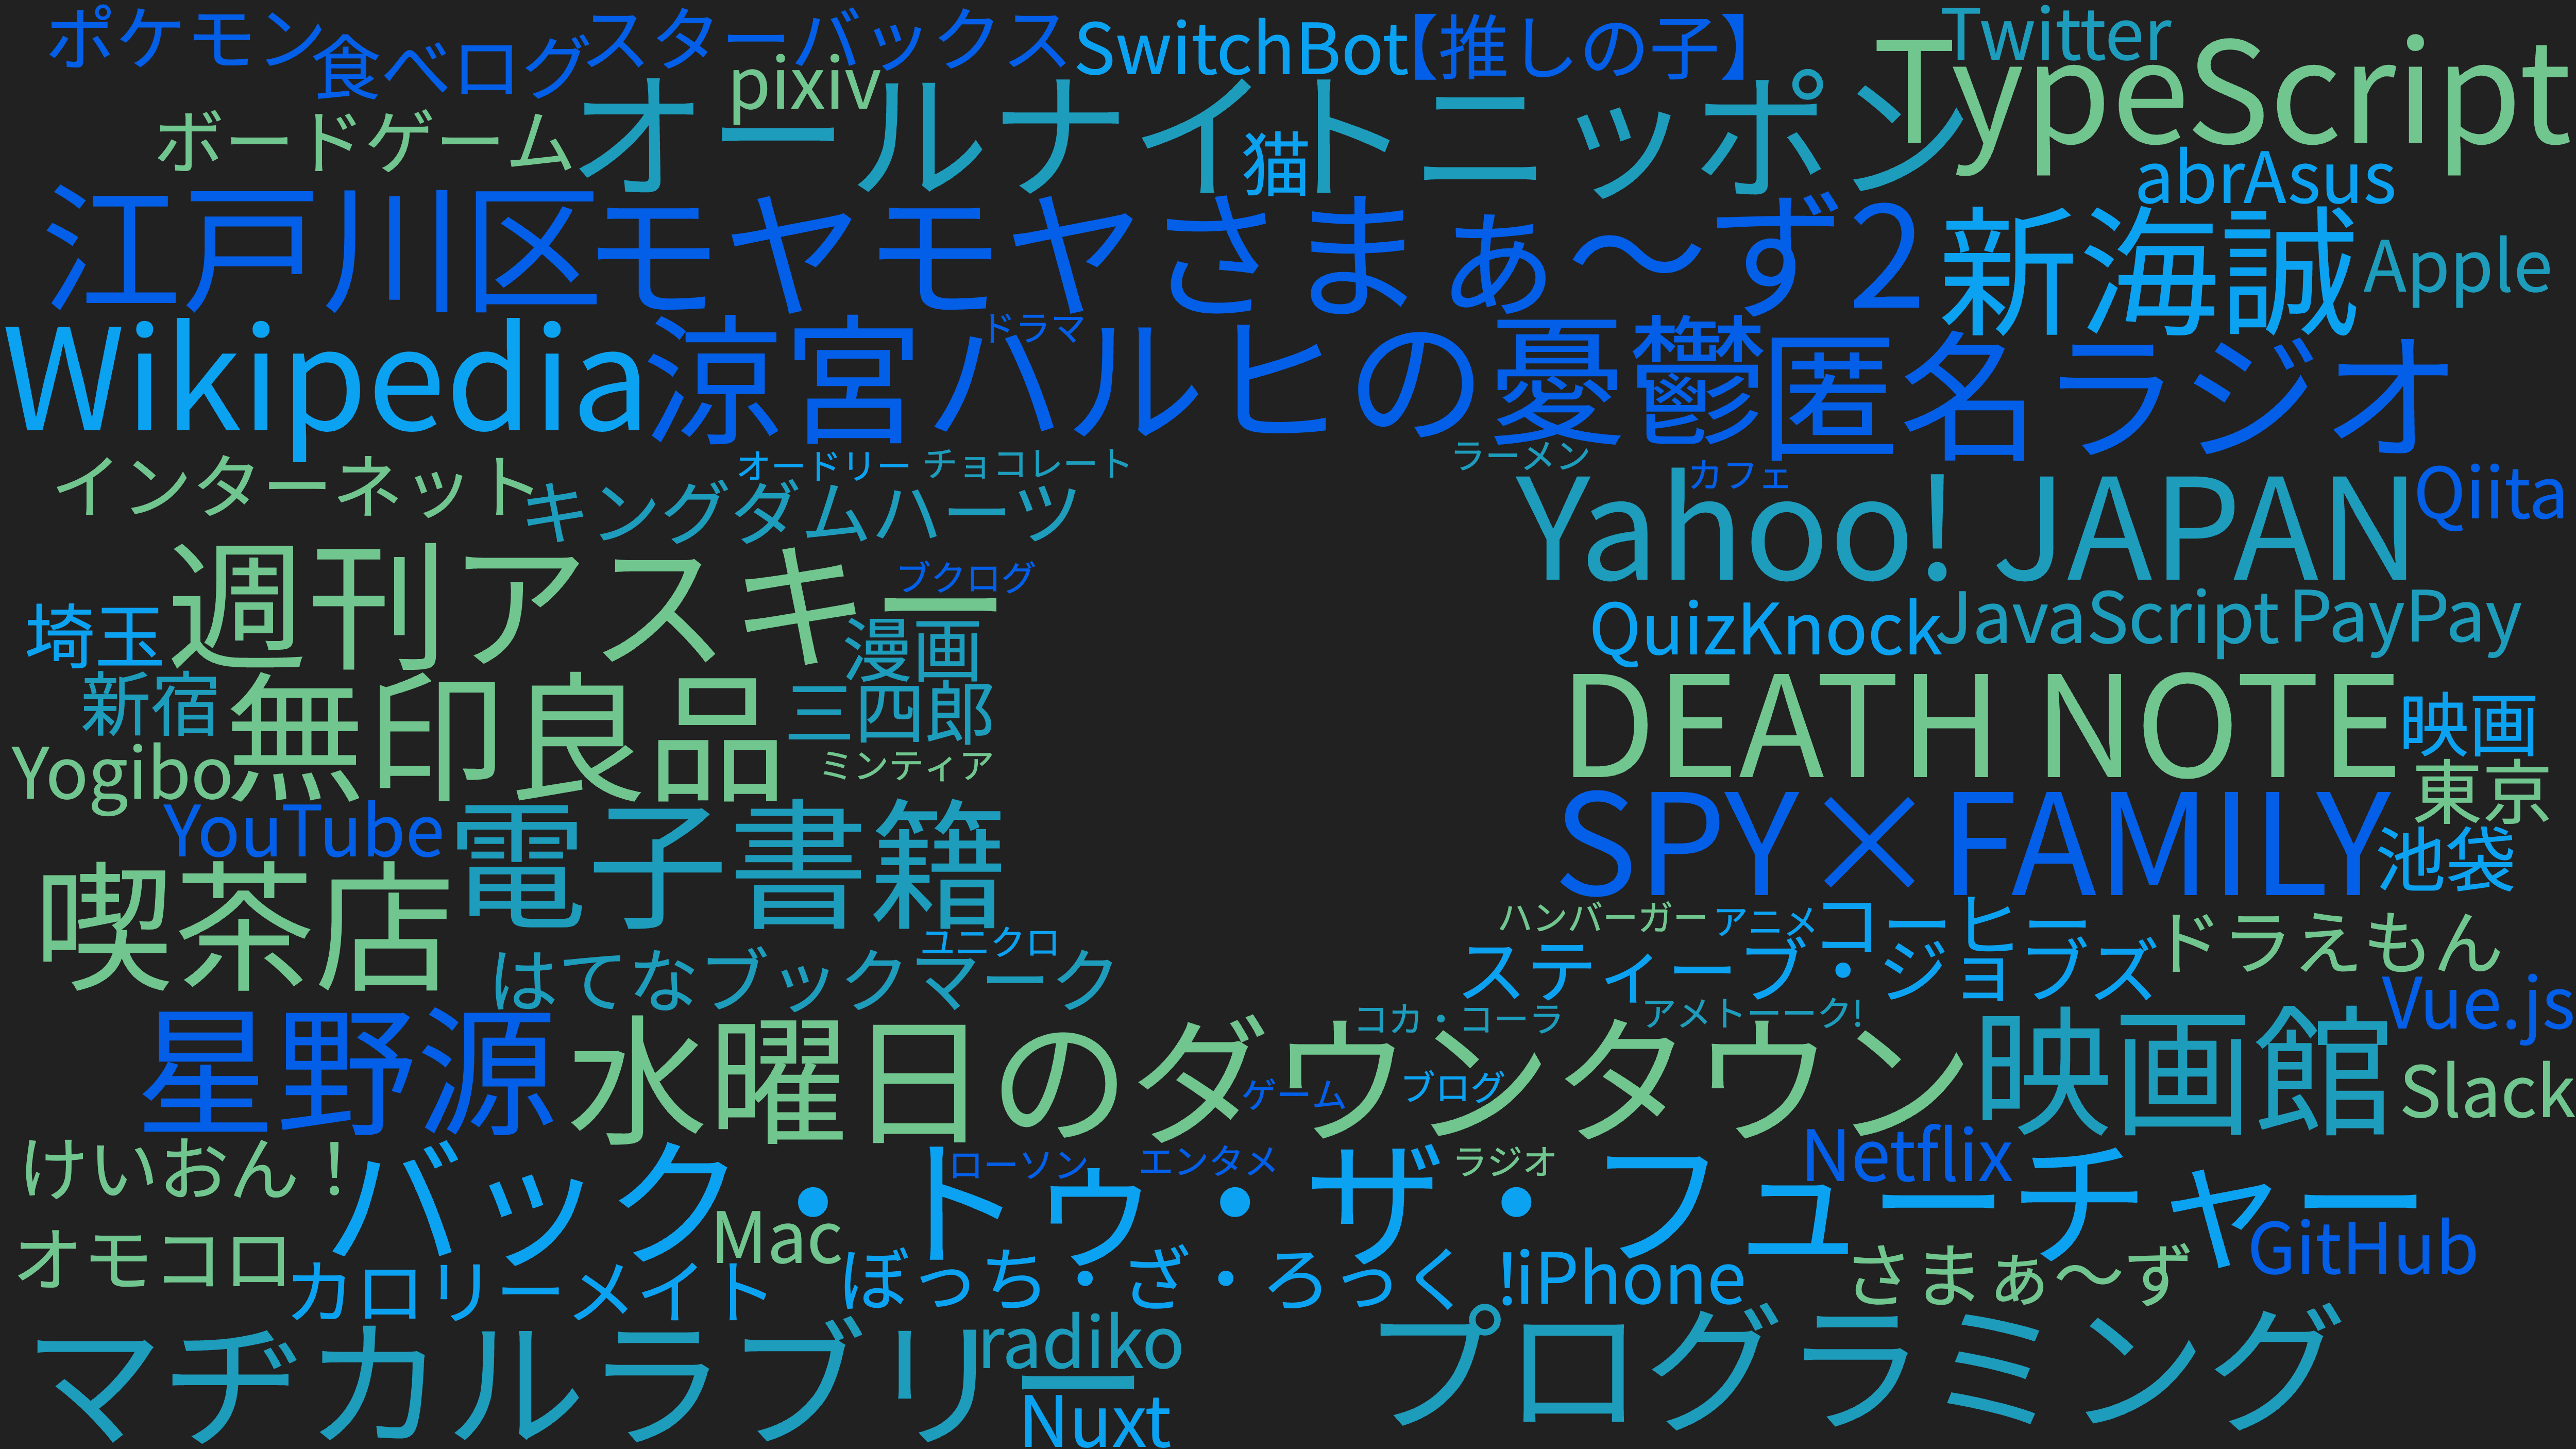 ポケモン
食べログ
スターバックス
SwitchBot
【推しの子】
Twitter
TypeScript
pixiv
ボードゲーム
オールナイトニッポン
猫
abrAsus
江戸川区
モヤモヤさまぁ～ず2
新海誠
Apple
Wikipedia
涼宮ハルヒの憂鬱
ドラマ
匿名ラジオ
インターネット
オードリー
チョコレート
ラーメン
カフェ
キングダムハーツ
Yahoo! JAPAN
Qiita
週刊アスキー
ブクログ
埼玉
漫画
QuizKnock
JavaScript
PayPay
新宿
無印良品
三四郎
DEATH NOTE
映画
Yogibo
ミンティア
東京
YouTube
電子書籍
SPY×FAMILY
池袋
喫茶店
ユニクロ
ハンバーガー
アニメ
コーヒー
ドラえもん
はてなブックマーク
スティーブ・ジョブズ
Vue.js
星野源
水曜日のダウンタウン
コカ・コーラ
アメトーーク!
映画館
ゲーム
ブログ
Slack
けいおん！
バック・トゥ・ザ・フューチャー
ローソン
エンタメ
ラジオ
Netflix
オモコロ
Mac
カロリーメイト
ぼっち・ざ・ろっく!
iPhone
さまぁ～ず
GitHub
マヂカルラブリー
radiko
Nuxt
プログラミング